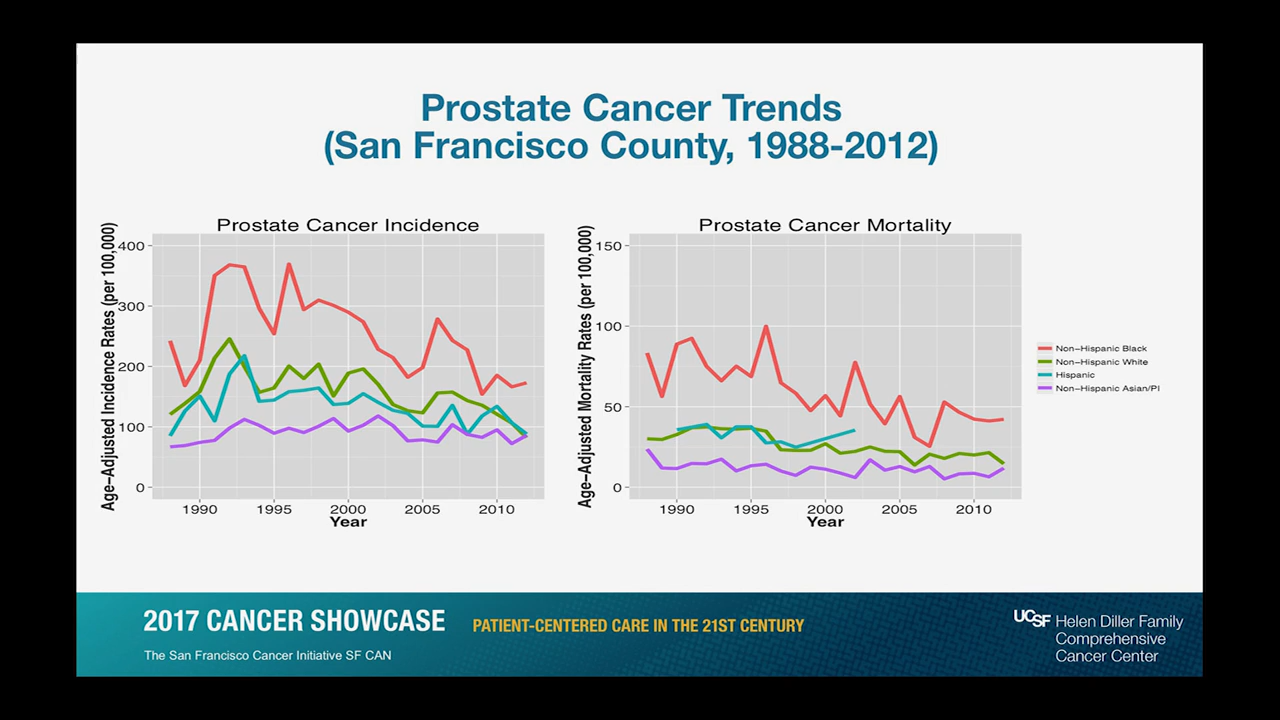 Prostate Cancer Trends
(San Francisco County, 1988-2012)
Prostate Cancer Incidence
Age–Adjusted Incidence Rates (per 100,000)
400
300
200
100
0
1990
1995
2000
2005
2010
Year
Prostate Cancer Mortality
Age–Adjusted Mortality Rates (per 100,000)
150
100
50
0
1990
1995
2000
2005
2010
Year
Non–Hispanic Black
Non–Hispanic White
Hispanic
Non–Hispanic Asian/PI
2017 CANCER SHOWCASE
PATIENT-CENTERED CARE IN THE 21ST CENTURY
The San Francisco Cancer Initiative SF CAN
UCSF Helen Diller Family
Comprehensive
Cancer Center